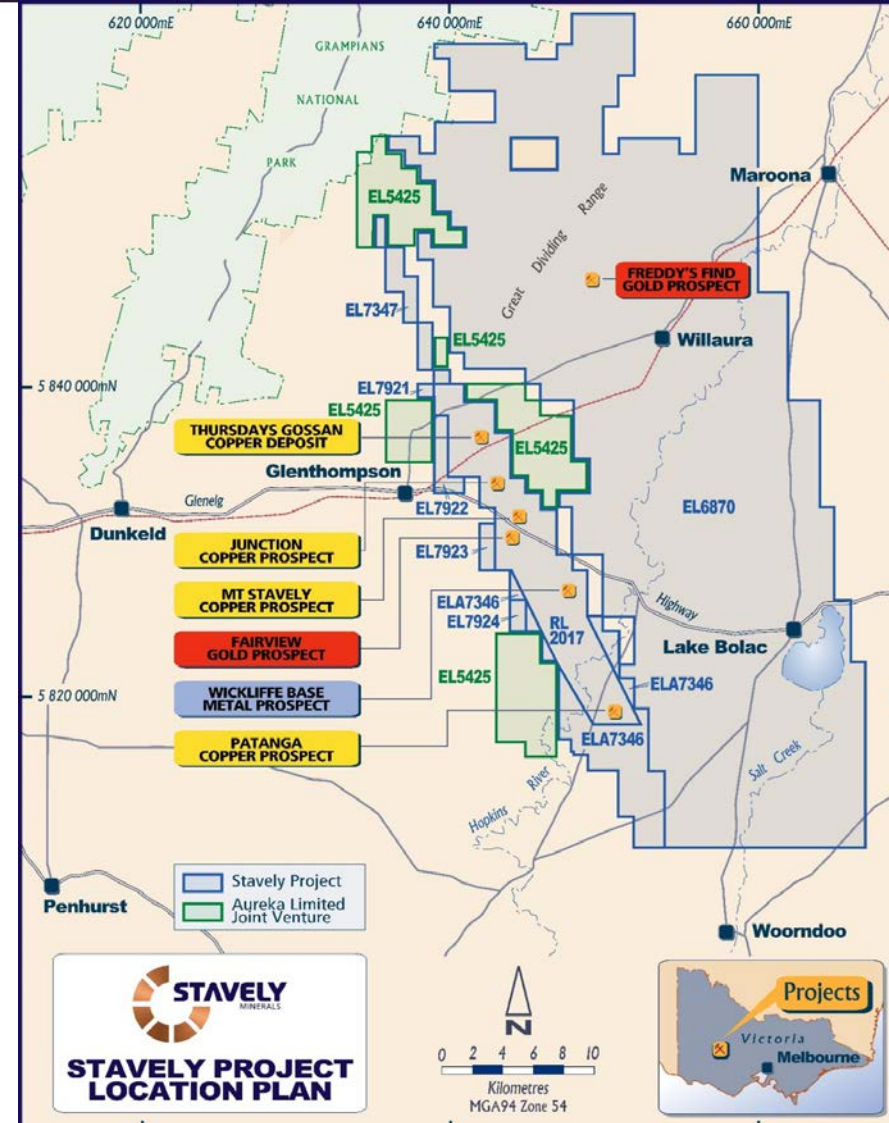 620 000mE
640 000mE
660 000mE
GRAMPIANS
NATIONAL
PARK
EL5425
Maroona
Great Dividing Range
FREDDY'S FIND
GOLD PROSPECT
EL7347
EL5425
Willaura
5 840 000mN
EL7921
EL5425
THURSDAYS GOSSAN
COPPER DEPOSIT
EL5425
Glenthompson
Glenelg
EL7922
EL6870
Dunkeld
JUNCTION
COPPER PROSPECT
EL7923
MT STAVELY
COPPER PROSPECT
ELA7346
Highway
EL7924
RL
2017
FAIRVIEW
GOLD PROSPECT
Lake Bolac
EL5425
ELA7346
WICKLIFFE BASE
METAL PROSPECT
5 820 000mN
ELA7346
PATANGA
COPPER PROSPECT
Salt Creek
Hopkins River
Stavely Project
Aureka Limited
Joint Venture
Penhurst
Woorndoo
STAVELY
MINERALS
STAVELY PROJECT
LOCATION PLAN
N
0 2 4 6 8 10
Kilometres
MGA94 Zone 54
Projects
Victoria
Melbourne